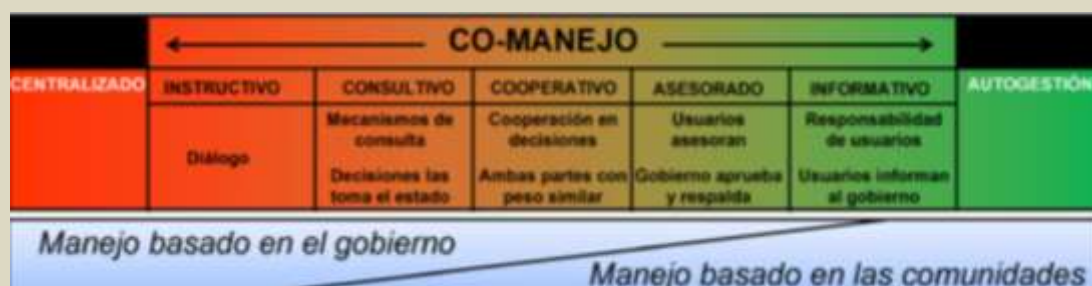 CO-MANEJO
CENTRALIZADO INSTRUCTIVO CONSULTIVO COOPERATIVO ASESORADO INFORMATIVO AUTOGESTIÓN
Diálogo
Mecanismos de
consulta
Decisiones las
toma el estado
Cooperación en
decisiones
Ambas partes con
peso similar
Usuarios
asesoran
Gobierno aprueba
y respalda
Responsabilidad
de usuarios
Usuarios informan
al gobierno
Manejo basado en el gobierno
Manejo basado en las comunidades